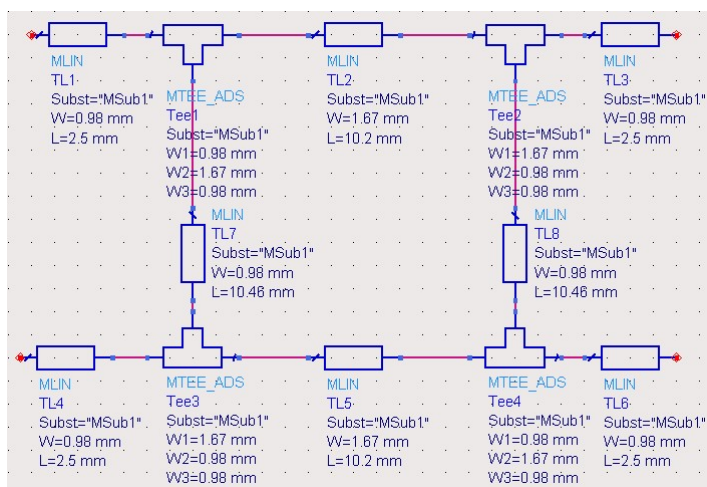 MLIN
TL1
Subst="MSub1"
W=0.98 mm
L=2.5 mm
MTEE_ADS
Tee1
Subst="MSub1"
W1=0.98 mm
W2=1.67 mm
W3=0.98 mm
MLIN
TL2
Subst="MSub1"
W=1.67 mm
L=10.2 mm
MTEE_ADS
Tee2
Subst="MSub1"
W1=1.67 mm
W2=0.98 mm
W3=0.98 mm
MLIN
TL3
Subst="MSub1"
W=0.98 mm
L=2.5 mm
MLIN
TL7
Subst="MSub1"
W=0.98 mm
L=10.46 mm
MLIN
TL8
Subst="MSub1"
W=0.98 mm
L=10.46 mm
MLIN
TL4
Subst="MSub1"
W=0.98 mm
L=2.5 mm
MTEE_ADS
Tee3
Subst="MSub1"
W1=1.67 mm
W2=0.98 mm
W3=0.98 mm
MLIN
TL5
Subst="MSub1"
W=1.67 mm
L=10.2 mm
MTEE_ADS
Tee4
Subst="MSub1"
W1=0.98 mm
W2=1.67 mm
W3=0.98 mm
MLIN
TL6
Subst="MSub1"
W=0.98 mm
L=2.5 mm